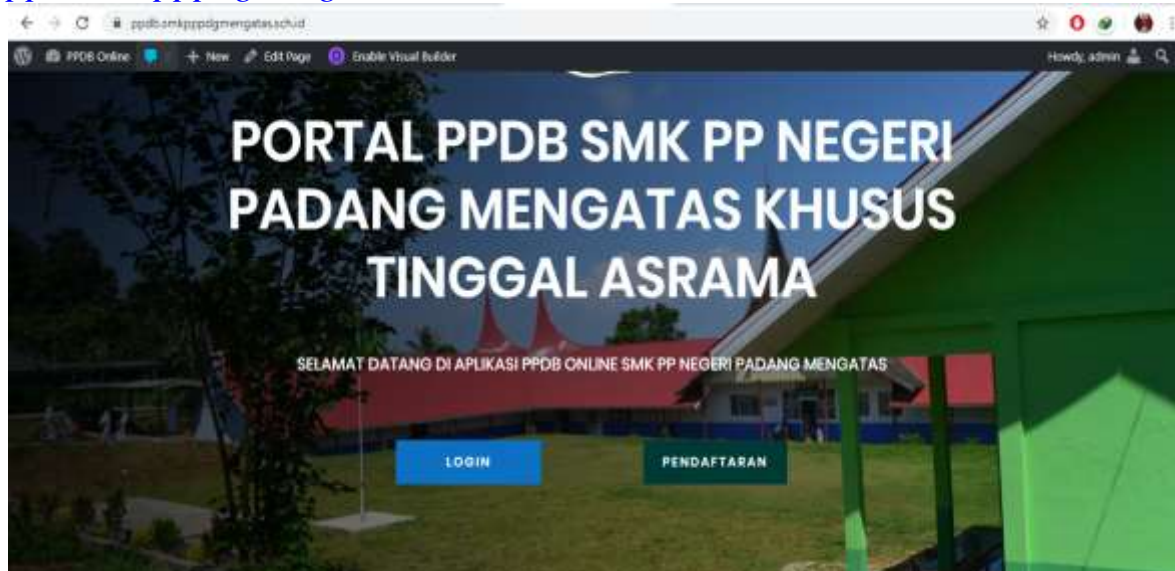 ppdb.smkpppdgmengatas.sch.id
PPDB Online
New
Edit Page
Enable Visual Builder
Howdy, admin
PORTAL PPDB SMK PP NEGERI
PADANG MENGATAS KHUSUS
TINGGAL ASRAMA
SELAMAT DATANG DI APLIKASI PPDB ONLINE SMK PP NEGERI PADANG MENGATAS
LOGIN
PENDAFTARAN